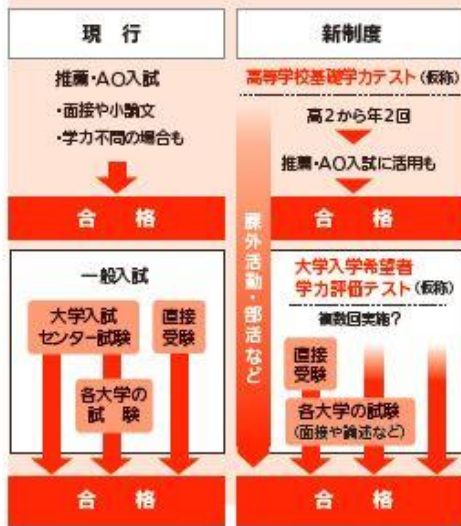 現 行
推薦・AO入試
・面接や小論文
・学力不問の場合も
合 格
一般入試
大学入試
センター試験
直接
受験
各大学の
試 験
合 格
新制度
高等学校基礎学力テスト(仮称)
高2から年2回
推薦・AO入試に活用も
合 格
課外活動・部活など
大学入学希望者
学力評価テスト(仮称)
複数回実施?
直接
受験
各大学の試験
(面接や論述など)
合 格